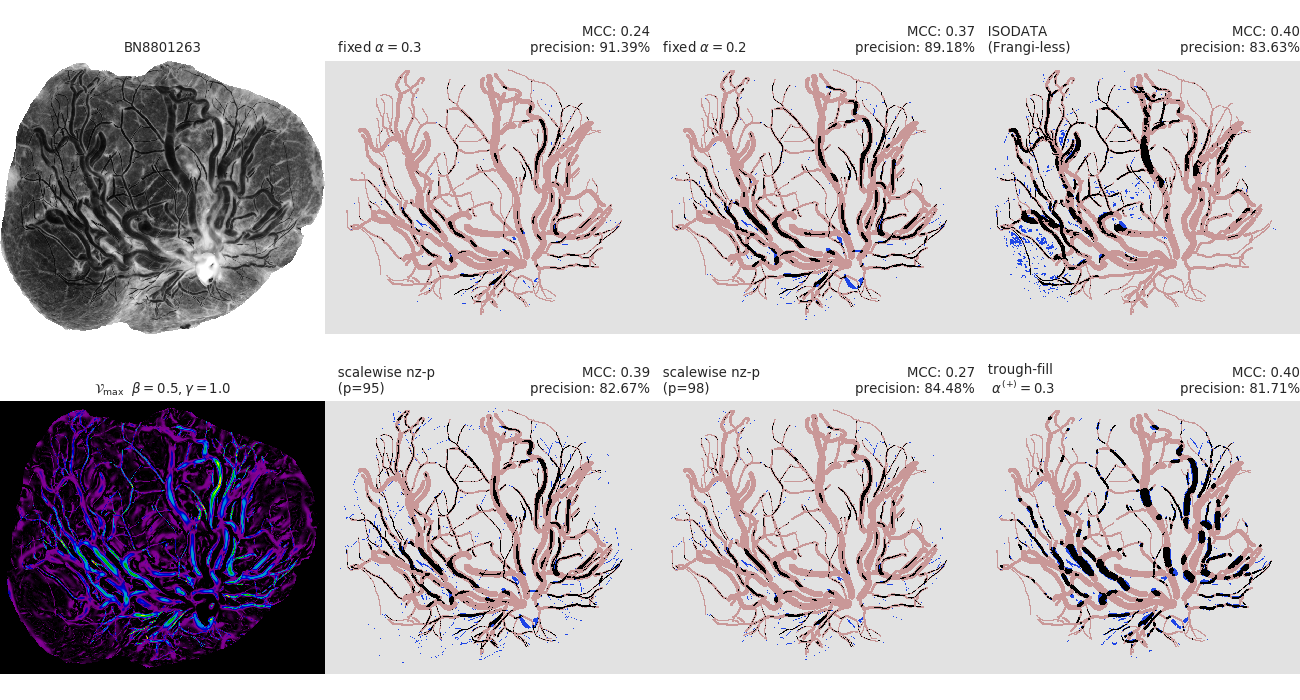 BN8801263
fixed α = 0.3
MCC: 0.24
precision: 91.39%
fixed α = 0.2
MCC: 0.37
precision: 89.18%
ISODATA
(Frangi-less)
MCC: 0.40
precision: 83.63%
𝒱max β = 0.5, γ = 1.0
scalewise nz-p
(p=95)
MCC: 0.39
precision: 82.67%
scalewise nz-p
(p=98)
MCC: 0.27
precision: 84.48%
trough-fill
α(+) = 0.3
MCC: 0.40
precision: 81.71%